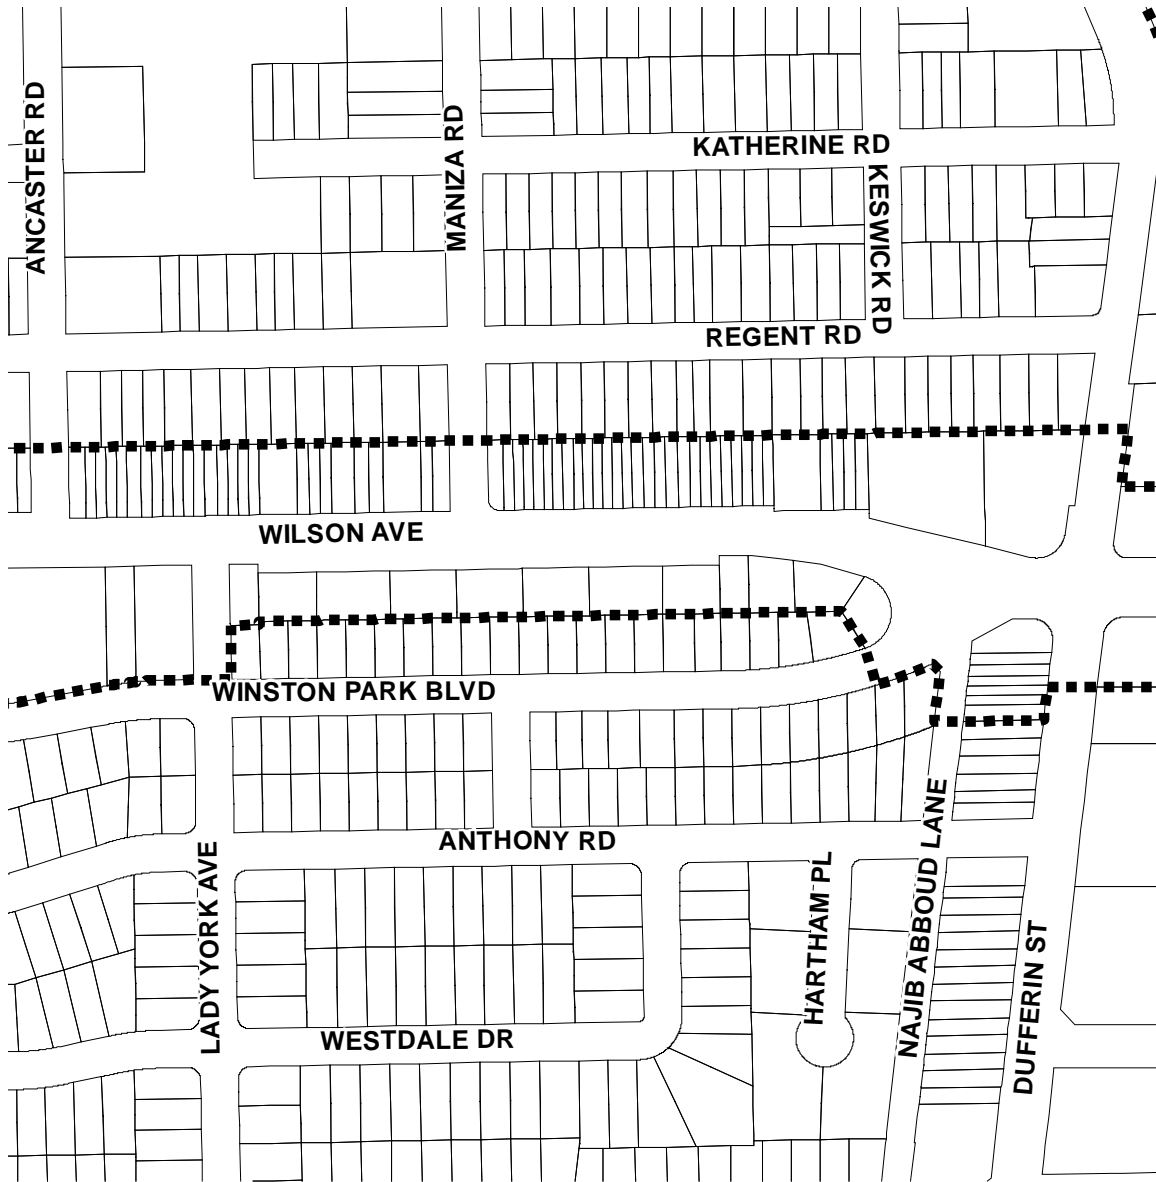 ANCASTER RD
MANIZA RD
KATHERINE RD
KESWICK RD
REGENT RD
WILSON AVE
WINSTON PARK BLVD
ANTHONY RD
LADY YORK AVE
HARTHAM PL
NAJIB ABBOUD LANE
DUFFERIN ST
WESTDALE DR